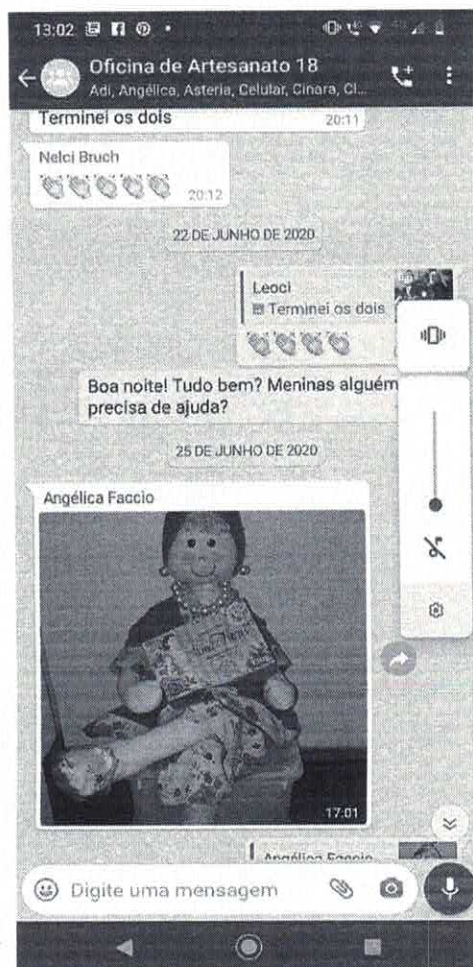 13:02
Oficina de Artesanato 18
Adi, Angélica, Asteria, Celular, Cinara, Cl...
Terminei os dois
20:11
Nelci Bruch
20:12
22 DE JUNHO DE 2020
Leoci
Terminei os dois
Boa noite! Tudo bem? Meninas alguém
precisa de ajuda?
25 DE JUNHO DE 2020
Angélica Faccio
17:01
Angélica Faccio
Digite uma mensagem